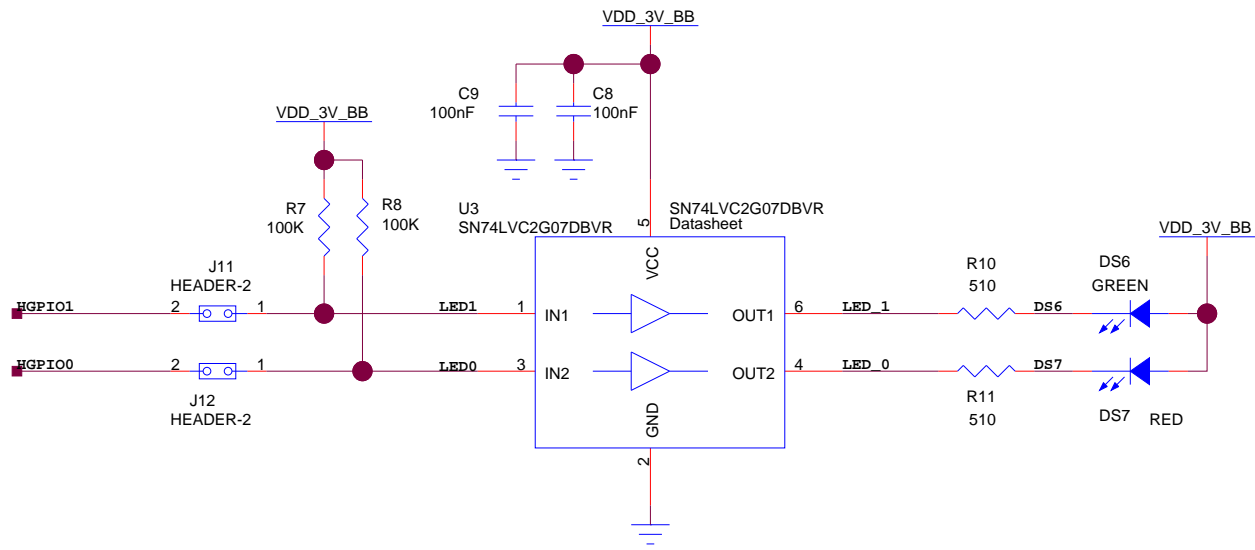 VDD_3V_BB
C9
100nF
C8
100nF
VDD_3V_BB
R7
100K
R8
100K
U3
SN74LVC2G07DBVR
SN74LVC2G07DBVR
Datasheet
5
VCC
VDD_3V_BB
J11
HEADER-2
R10
510
DS6
GREEN
HGPIO1
2
1
LED1
1
IN1
OUT1
6
LED_1
DS6
HGPIO0
2
1
LED0
3
IN2
OUT2
4
LED_0
DS7
J12
HEADER-2
GND
2
R11
510
DS7
RED